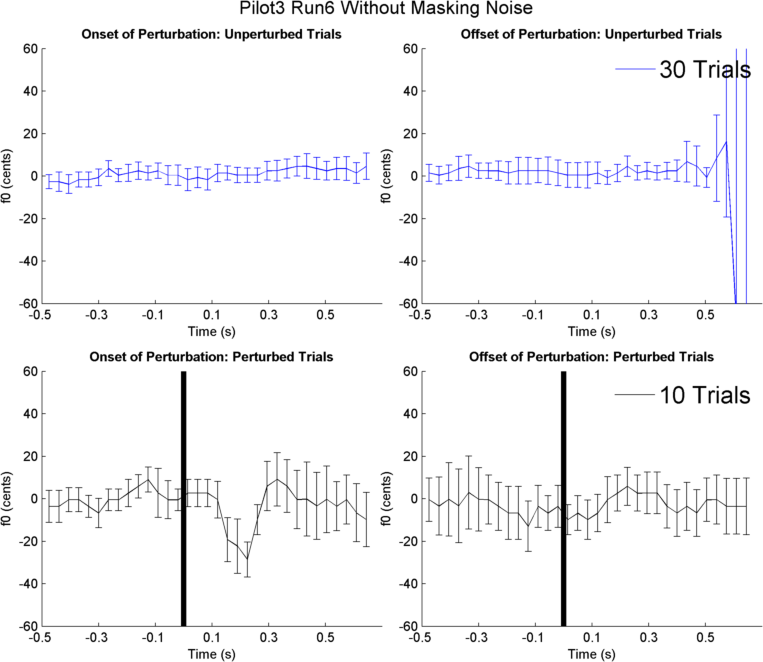 Pilot3 Run6 Without Masking Noise
Onset of Perturbation: Unperturbed Trials
60
40
20
0
-20
-40
-60
f0 (cents)
-0.5 -0.3 -0.1 0.1 0.3 0.5
Time (s)
Offset of Perturbation: Unperturbed Trials
30 Trials
60
40
20
0
-20
-40
-60
f0 (cents)
-0.5 -0.3 -0.1 0.1 0.3 0.5
Time (s)
Onset of Perturbation: Perturbed Trials
60
40
20
0
-20
-40
-60
f0 (cents)
-0.5 -0.3 -0.1 0.1 0.3 0.5
Time (s)
Offset of Perturbation: Perturbed Trials
10 Trials
60
40
20
0
-20
-40
-60
f0 (cents)
-0.5 -0.3 -0.1 0.1 0.3 0.5
Time (s)